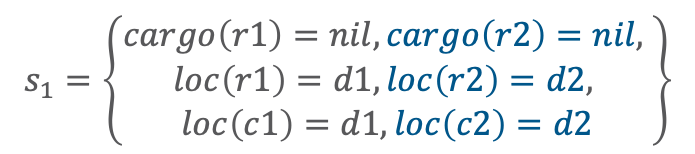 cargo(r1) = nil, cargo(r2) = nil,
s₁ = { loc(r1) = d1, loc(r2) = d2, }
loc(c1) = d1, loc(c2) = d2